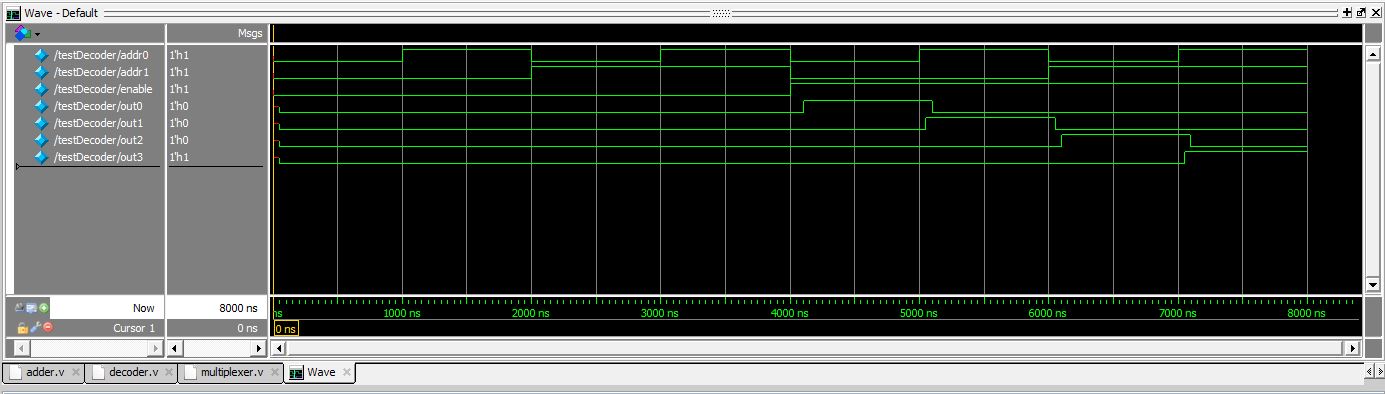 Wave - Default
Msgs
/testDecoder/addr0 1'h1
/testDecoder/addr1 1'h1
/testDecoder/enable 1'h1
/testDecoder/out0 1'h0
/testDecoder/out1 1'h0
/testDecoder/out2 1'h0
/testDecoder/out3 1'h1
Now 8000 ns ns 1000 ns 2000 ns 3000 ns 4000 ns 5000 ns 6000 ns 7000 ns 8000 ns
Cursor 1 0 ns 0 ns
adder.v decoder.v multiplexer.v Wave